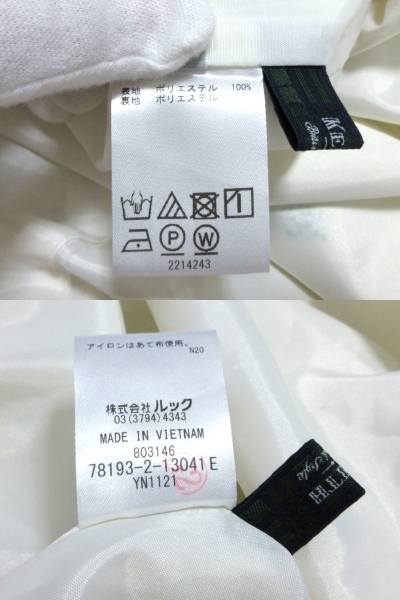 表地 ポリエステル 100%
裏地 ポリエステル
P W
2214243
アイロンはあて布使用。
N20
株式会社 ルック
03(3794)4343
MADE IN VIETNAM
803146
78193-2-13041E
YN1121